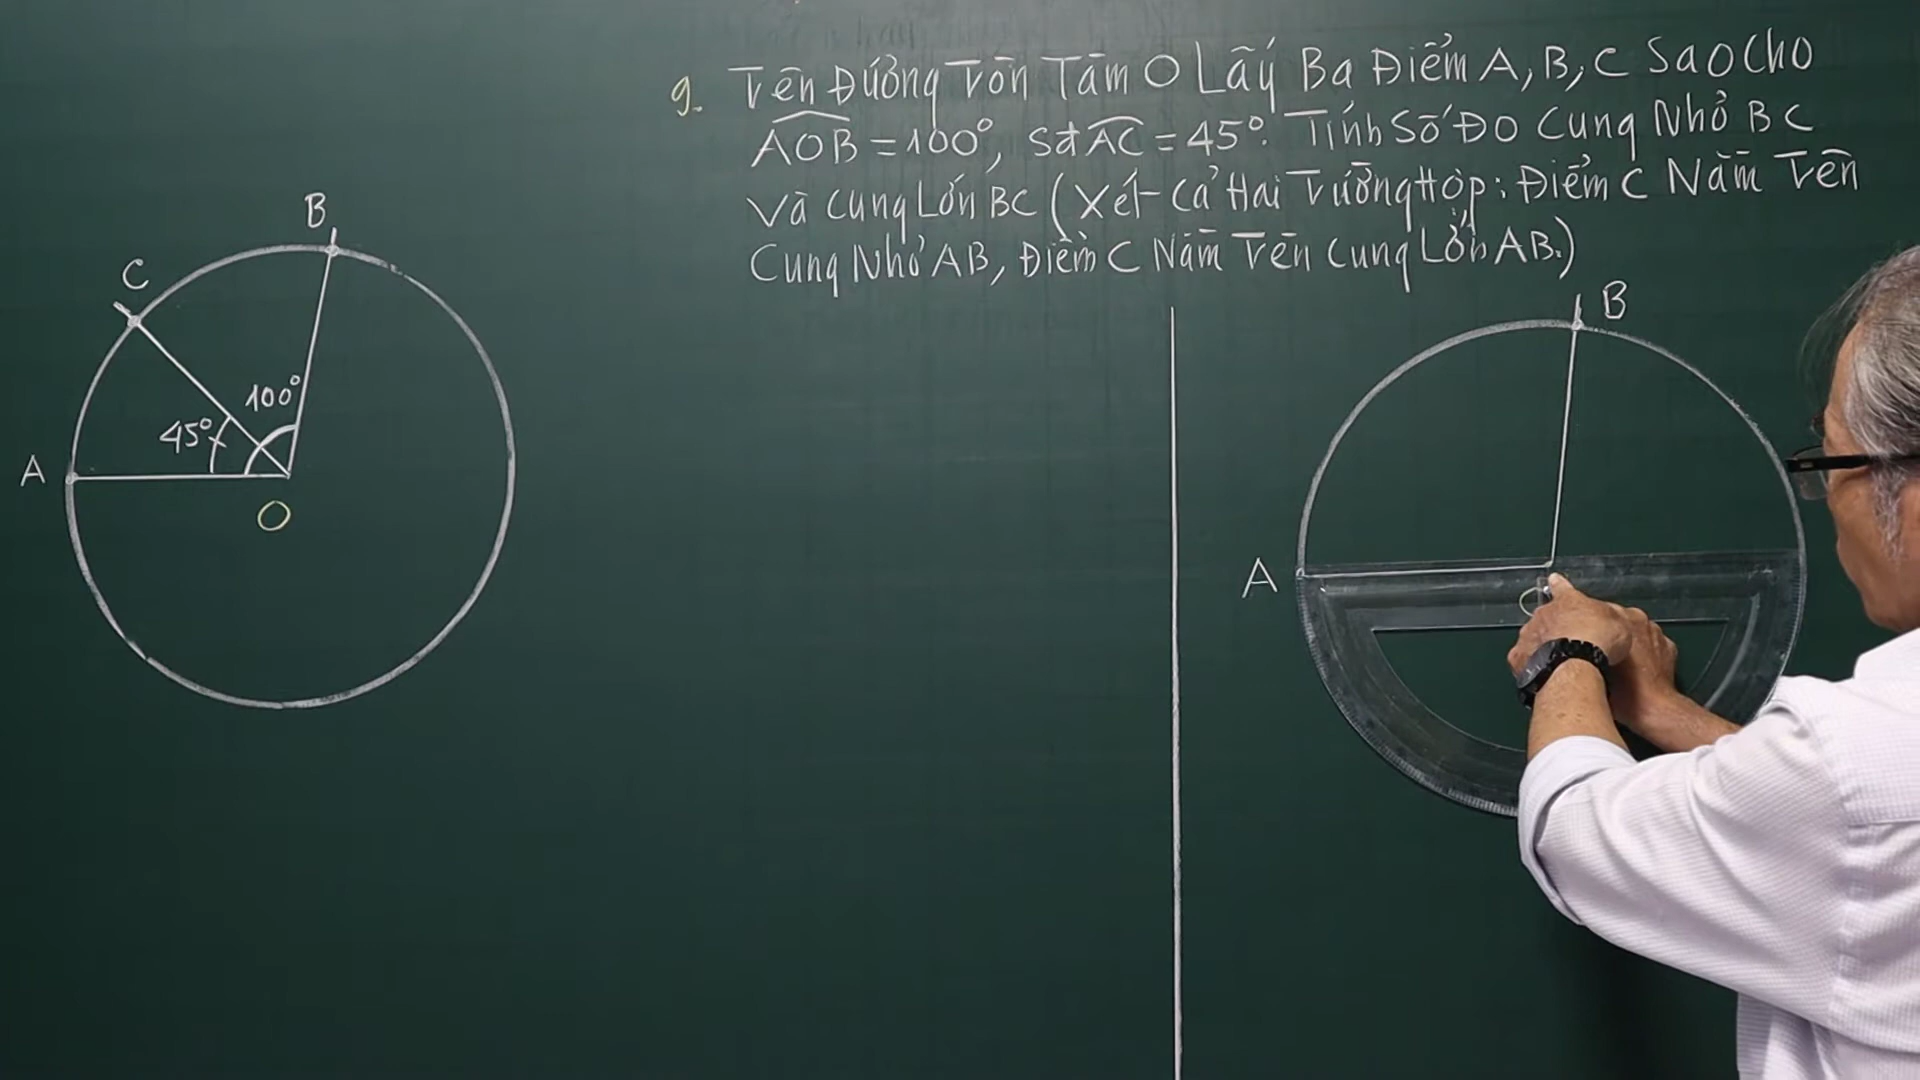 9. Trên Đường Tròn Tâm O Lấy Ba Điểm A, B, C Sao Cho
AOB = 100°, Sđ AC = 45°. Tính Số Đo Cung Nhỏ BC
Và Cung Lớn BC (Xét Cả Hai Trường Hợp: Điểm C Nằm Trên
Cung Nhỏ AB, Điểm C Nằm Trên Cung Lớn AB.)
B
C
100°
45°
A
O
B
A
O